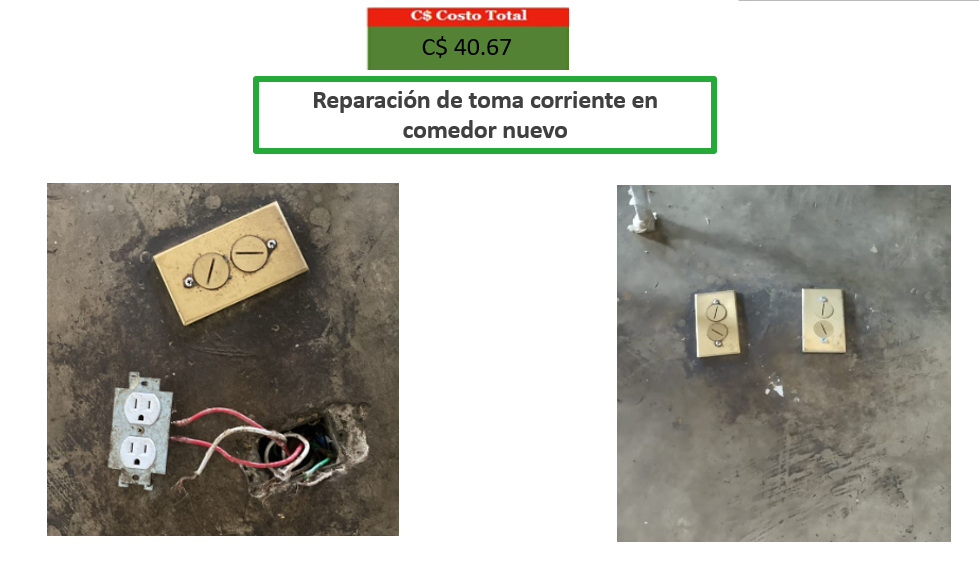 C$ Costo Total
C$ 40.67
Reparación de toma corriente en
comedor nuevo